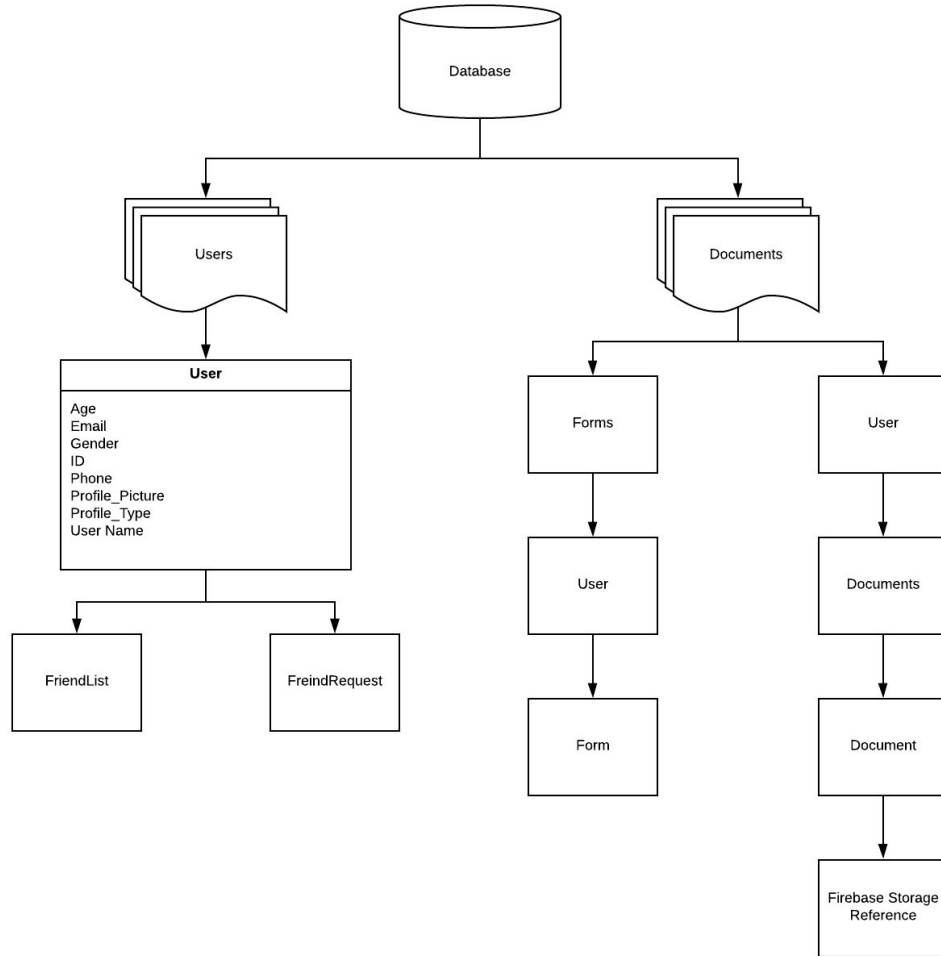 Database
Users
Documents
User
Age
Email
Gender
ID
Phone
Profile_Picture
Profile_Type
User Name
FriendList
FreindRequest
Forms
User
Form
User
Documents
Document
Firebase Storage
Reference